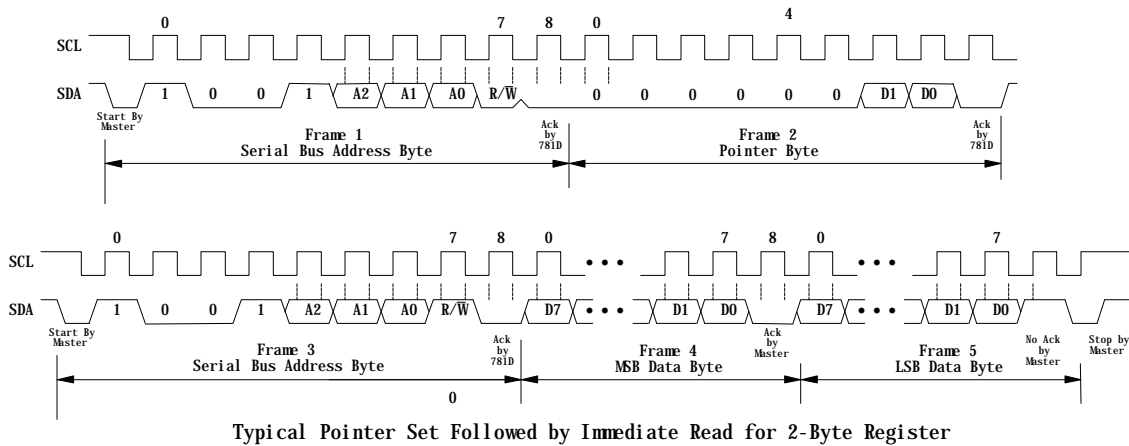 0 7 8 0 4
SCL
SDA 1 0 0 1 A2 A1 A0 R/W̅ 0 0 0 0 0 0 D1 D0
Start By
Master
Ack
by
781D
Ack
by
781D
Frame 1
Serial Bus Address Byte
Frame 2
Pointer Byte
0 7 8 0 7 8 0 7
SCL
SDA 1 0 0 1 A2 A1 A0 R/W̅ D7 D1 D0 D7 D1 D0
Start By
Master
Ack
by
781D
Ack
by
Master
No Ack
by
Master
Stop by
Master
Frame 3
Serial Bus Address Byte
Frame 4
MSB Data Byte
Frame 5
LSB Data Byte
0
Typical Pointer Set Followed by Immediate Read for 2-Byte Register